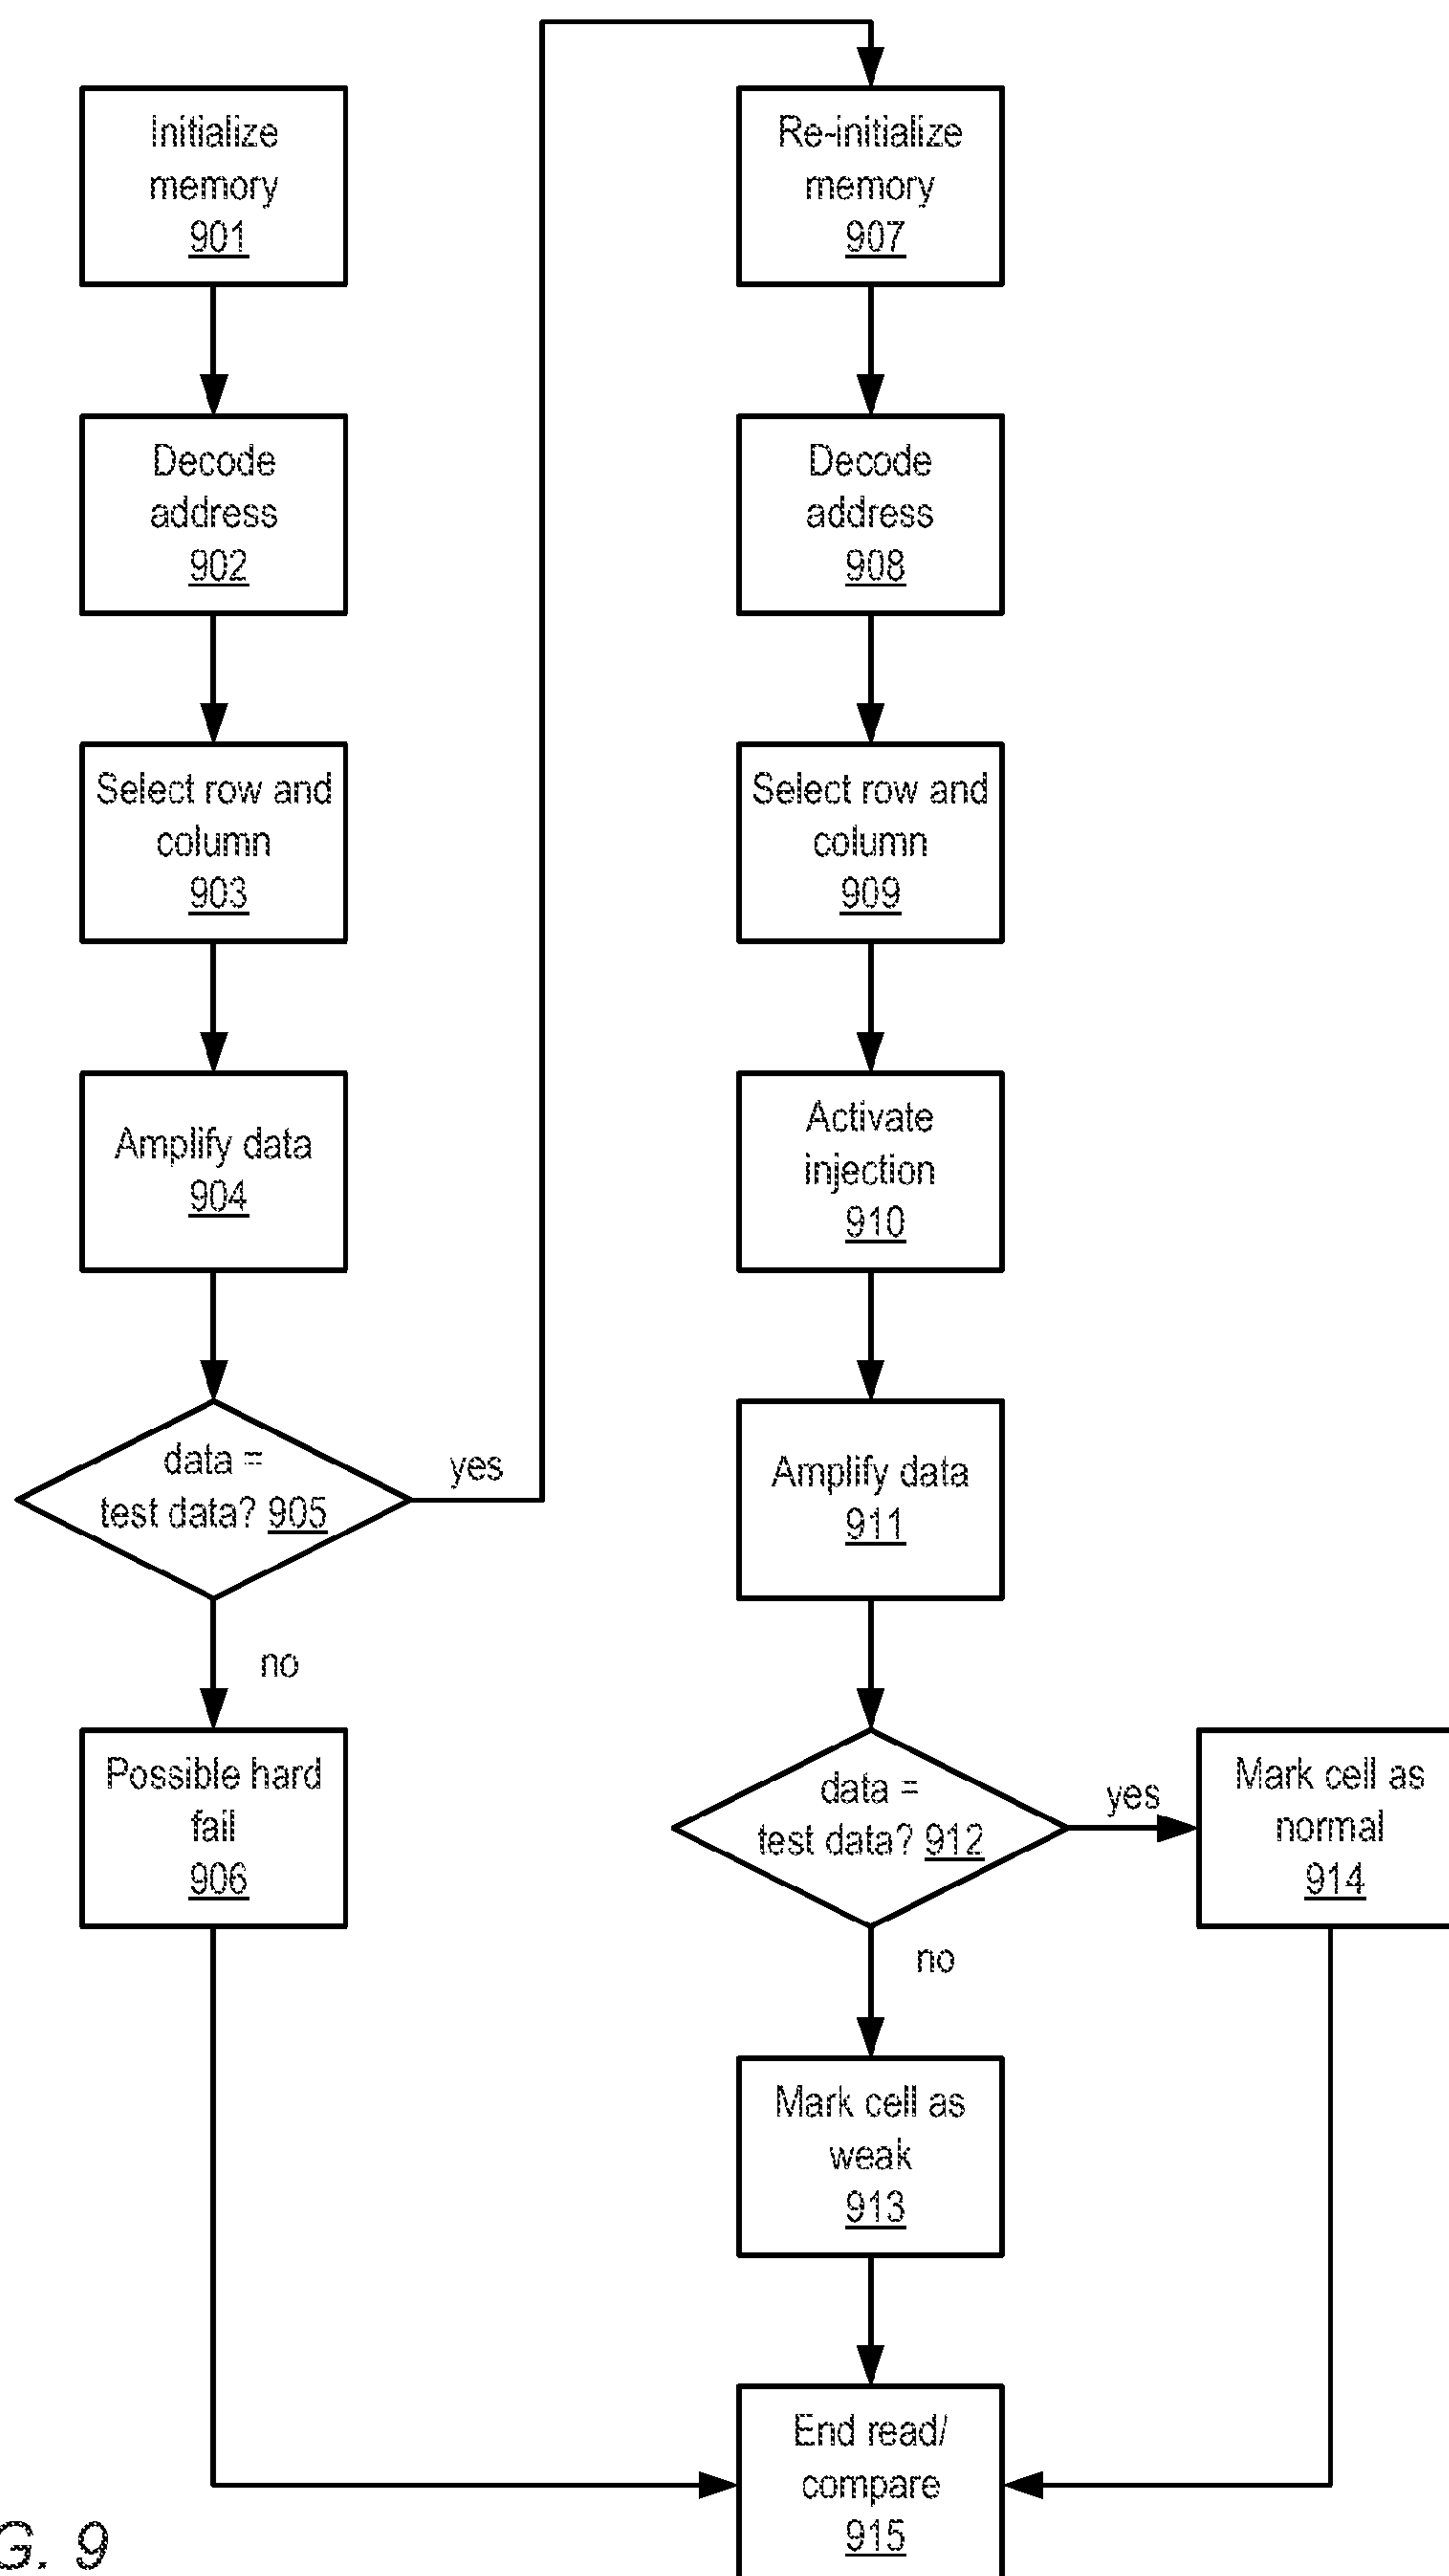 Initialize
memory
901
Decode
address
902
Select row and
column
903
Amplify data
904
data =
test data? 905
yes
no
Possible hard
fail
906
Re-initialize
memory
907
Decode
address
908
Select row and
column
909
Activate
injection
910
Amplify data
911
data =
test data? 912
yes
no
Mark cell as
normal
914
Mark cell as
weak
913
End read/
compare
915
G. 9